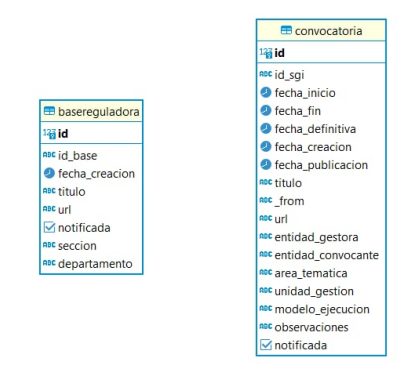 basereguladora
123 id
ABC id_base
fecha_creacion
ABC titulo
ABC url
notificada
ABC seccion
ABC departamento
convocatoria
123 id
ABC id_sgi
fecha_inicio
fecha_fin
fecha_definitiva
fecha_creacion
fecha_publicacion
ABC titulo
ABC _from
ABC url
ABC entidad_gestora
ABC entidad_convocante
ABC area_tematica
ABC unidad_gestion
ABC modelo_ejecucion
ABC observaciones
notificada